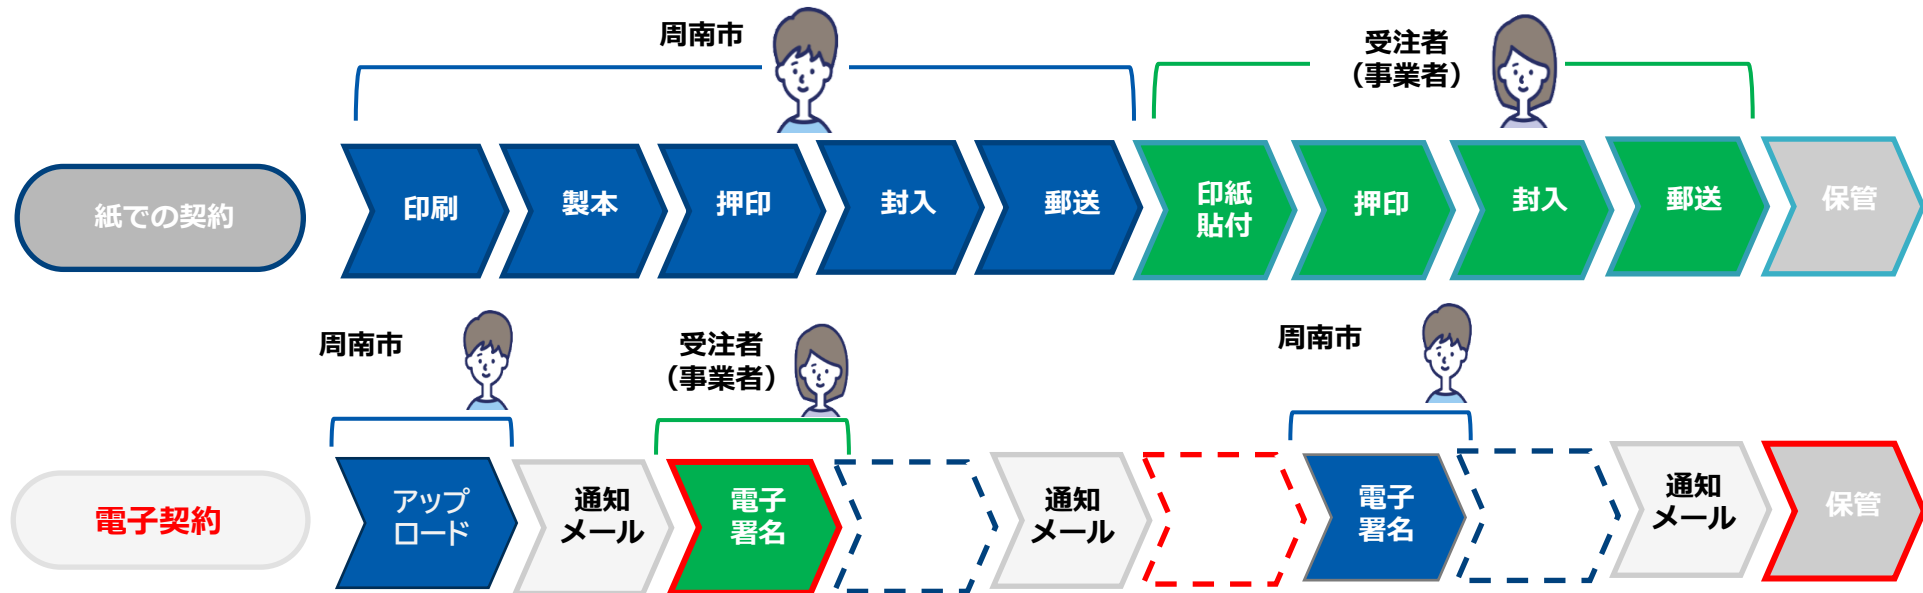 周南市
受注者
（事業者）
紙での契約
印刷
製本
押印
封入
郵送
印紙
貼付
押印
封入
郵送
保管
周南市
受注者
（事業者）
周南市
電子契約
アップ
ロード
通知
メール
電子
署名
通知
メール
電子
署名
通知
メール
保管